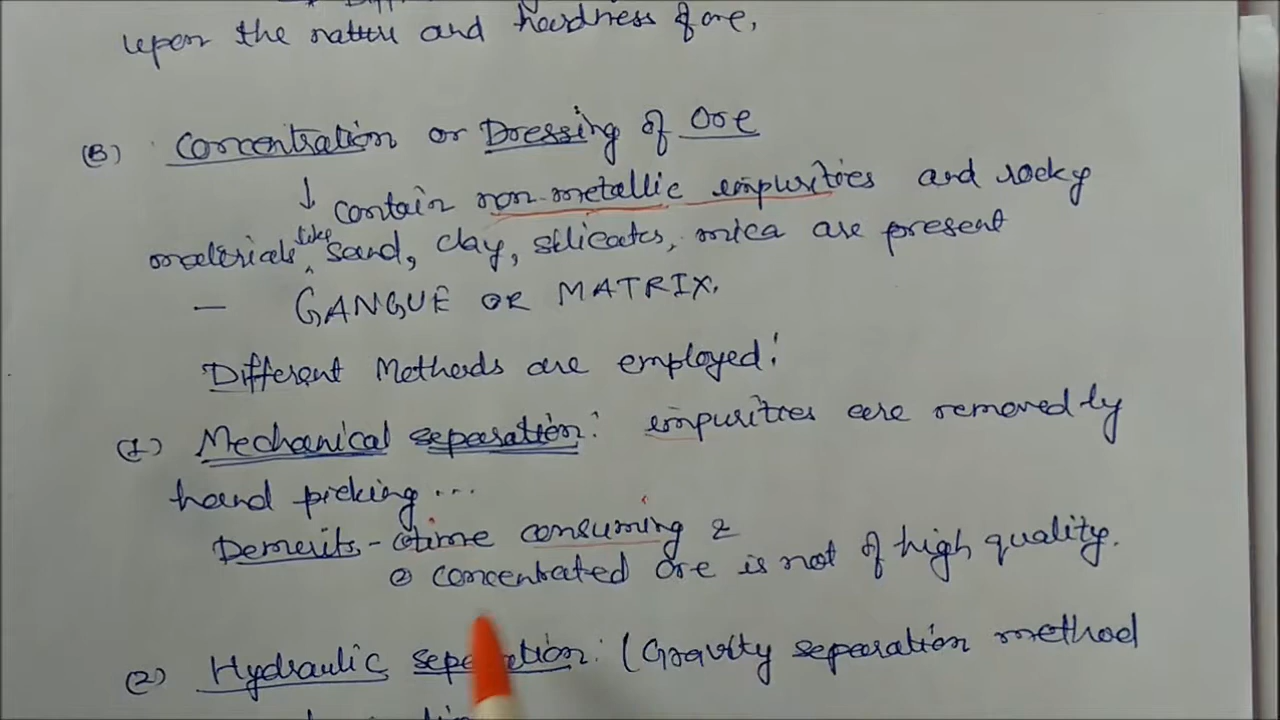 upon the nature and hardness of ore.
(B) Concentration or Dressing of Ore
↓ contain non-metallic impurities and rocky
materials like sand, clay, silicates, mica are present
— GANGUE OR MATRIX.
Different Methods are employed:
(1) Mechanical separation: impurities are removed by
hand picking...
Demerits - ① time consuming &
② concentrated ore is not of high quality.
(2) Hydraulic separation: (Gravity separation method